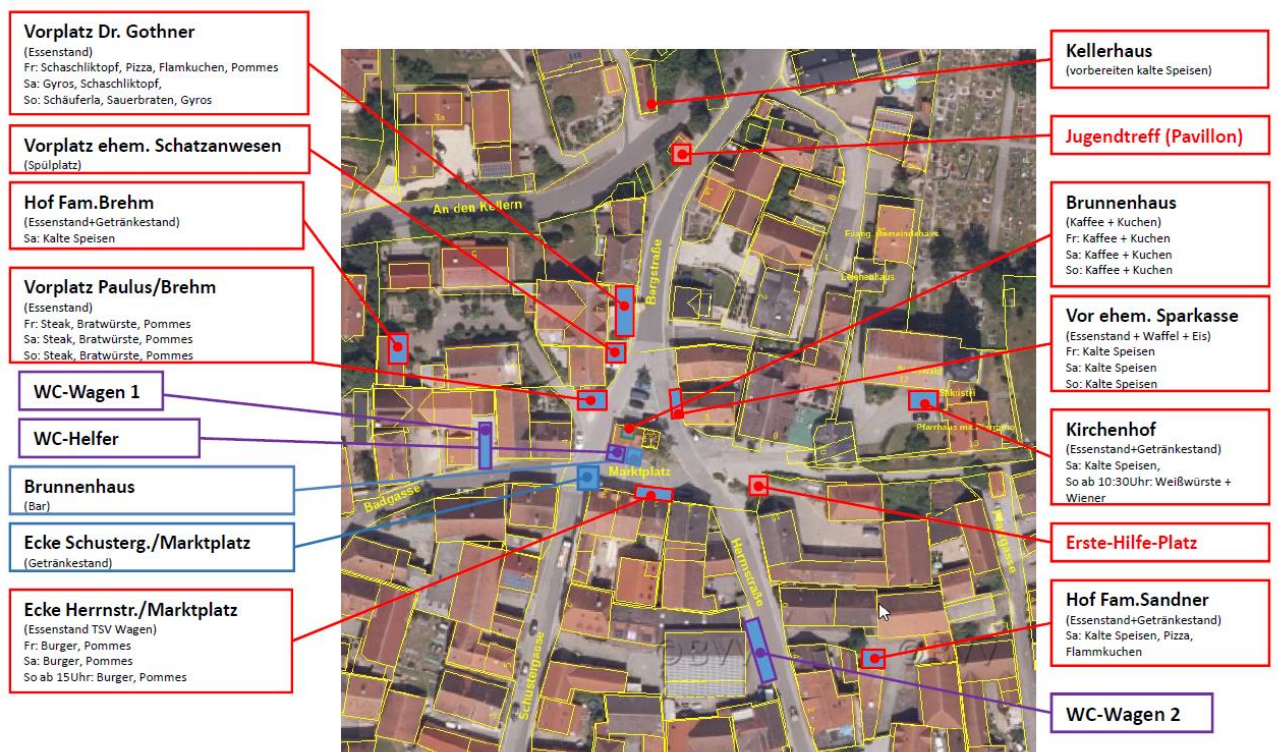 Vorplatz Dr. Gothner
(Essenstand)
Fr: Schaschliktopf, Pizza, Flamkuchen, Pommes
Sa: Gyros, Schaschliktopf,
So: Schäuferla, Sauerbraten, Gyros
Vorplatz ehem. Schatzanwesen
(Spülplatz)
Hof Fam.Brehm
(Essenstand+Getränkestand)
Sa: Kalte Speisen
Vorplatz Paulus/Brehm
(Essenstand)
Fr: Steak, Bratwürste, Pommes
Sa: Steak, Bratwürste, Pommes
So: Steak, Bratwürste, Pommes
WC-Wagen 1
WC-Helfer
Brunnenhaus
(Bar)
Ecke Schusterg./Marktplatz
(Getränkestand)
Ecke Herrnstr./Marktplatz
(Essenstand TSV Wagen)
Fr: Burger, Pommes
Sa: Burger, Pommes
So ab 15Uhr: Burger, Pommes
An den Kellern
Bergstraße
Evang. Gemeindehaus
Leichenhaus
Sakristei
Marktplatz
Badgasse
Herrnstraße
Schustergasse
Kellerhaus
(vorbereiten kalte Speisen)
Jugendtreff (Pavillon)
Brunnenhaus
(Kaffee + Kuchen)
Fr: Kaffee + Kuchen
Sa: Kaffee + Kuchen
So: Kaffee + Kuchen
Vor ehem. Sparkasse
(Essenstand + Waffel + Eis)
Fr: Kalte Speisen
Sa: Kalte Speisen
So: Kalte Speisen
Kirchenhof
(Essenstand+Getränkestand)
Sa: Kalte Speisen,
So ab 10:30Uhr: Weißwürste +
Wiener
Erste-Hilfe-Platz
Hof Fam.Sandner
(Essenstand+Getränkestand)
Sa: Kalte Speisen, Pizza,
Flammkuchen
WC-Wagen 2